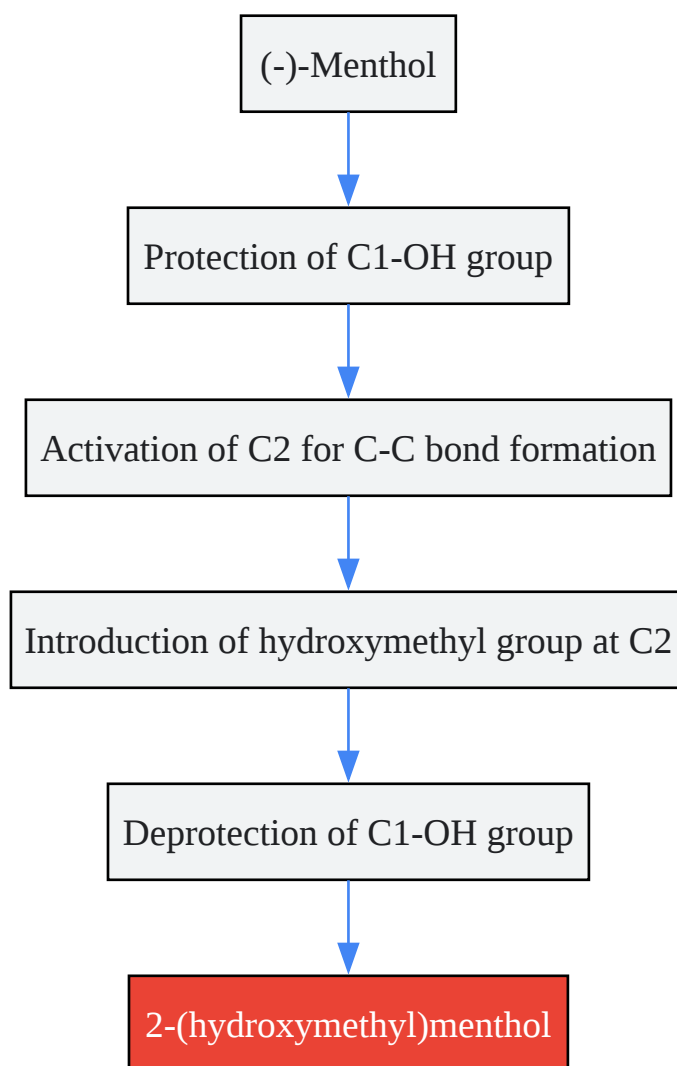 (-)-Menthol
Protection of C1-OH group
Activation of C2 for C-C bond formation
Introduction of hydroxymethyl group at C2
Deprotection of C1-OH group
2-(hydroxymethyl)menthol